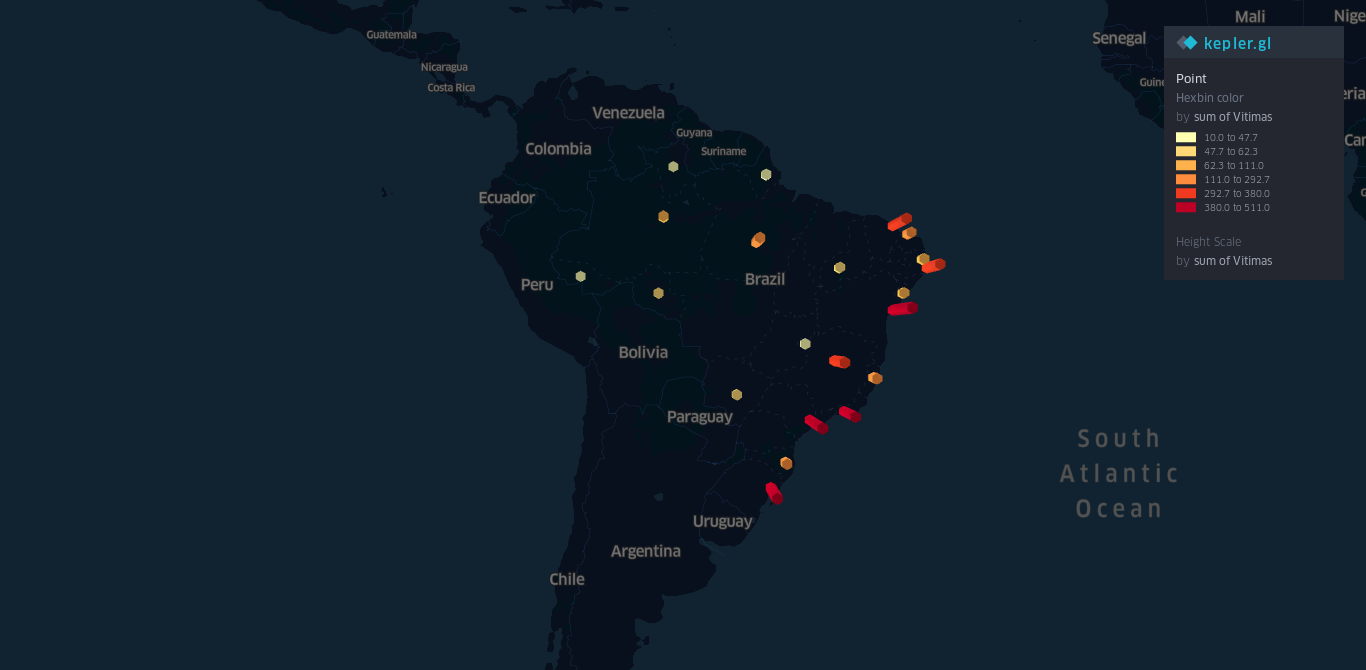 Mali
Nige
Senegal
Guatemala
kepler.gl
Nicaragua
Point
Costa Rica
Guine
eria
Hexbin color
Venezuela
by sum of Vitimas
Guyana
10.0 to 47.7
Colombia
Suriname
47.7 to 62.3
Car
62.3 to 111.0
111.0 to 292.7
Ecuador
292.7 to 380.0
G
380.0 to 511.0
Height Scale
by sum of Vitimas
Peru
Brazil
Bolivia
Paraguay
South
Atlantic
Ocean
Uruguay
Argentina
Chile